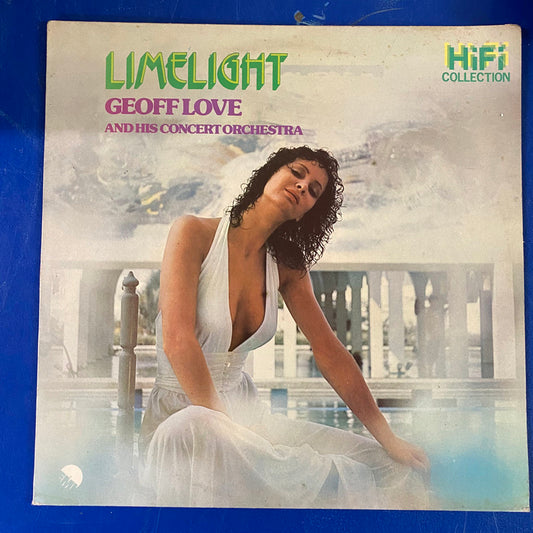 LIMELIGHT
GEOFF LOVE
AND HIS CONCERT ORCHESTRA
HiFi
COLLECTION